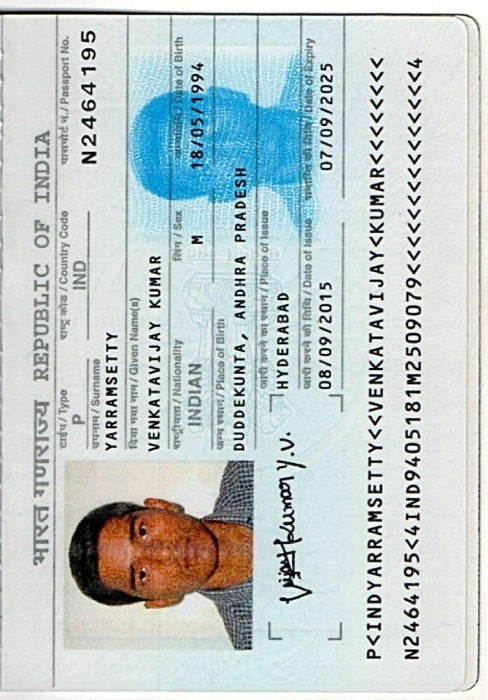 भारत गणराज्य REPUBLIC OF INDIA
टाईप / Type राष्ट्र कोड / Country Code पासपोर्ट नं. / Passport No.
P IND N2464195
उपनाम / Surname
YARRAMSETTY
दिया गया नाम / Given Name(s)
VENKATAVIJAY KUMAR
राष्ट्रीयता / Nationality लिंग / Sex जन्मतिथि / Date of Birth
INDIAN M 18/05/1994
जन्म स्थान / Place of Birth
DUDDEKUNTA, ANDHRA PRADESH
जारी करने का स्थान / Place of Issue
HYDERABAD
जारी करने की तिथि / Date of Issue समाप्ति की तिथि / Date of Expiry
08/09/2015 07/09/2025
Vijay Kumar Y.V.
P<INDYARRAMSETTY<<VENKATAVIJAY<KUMAR<<<<<<<<
N2464195<4IND9405181M2509079<<<<<<<<<<<<<<<4